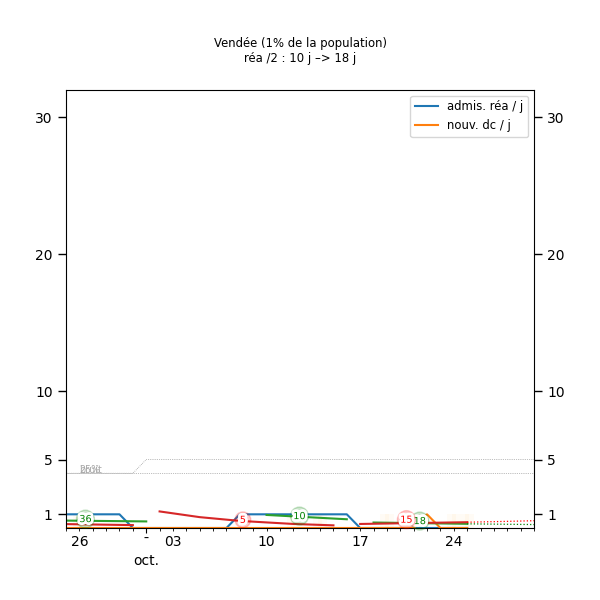 Vendée (1% de la population)
réa /2 : 10 j –> 18 j
admis. réa / j
nouv. dc / j
30 30
20 20
10 10
5 5
25%
1 1
36 5 10 15 18
26 - 03 10 17 24
oct.